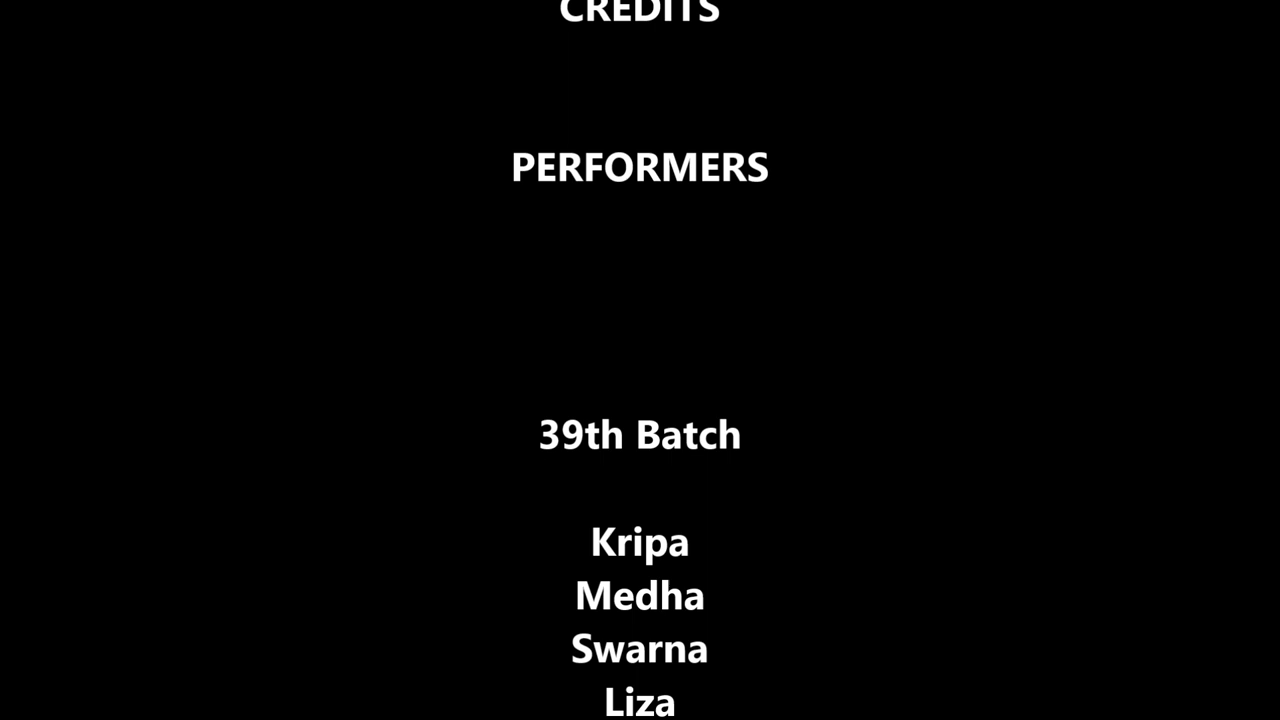 CREDITS
PERFORMERS
39th Batch
Kripa
Medha
Swarna
Liza